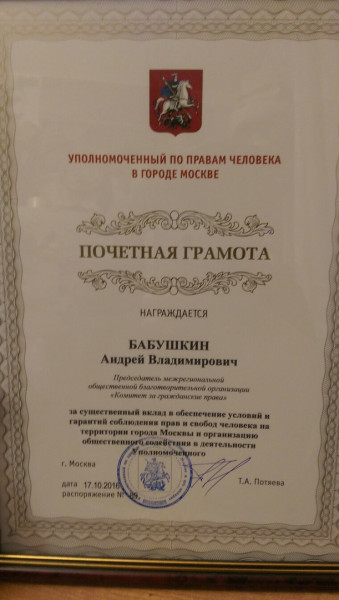 УПОЛНОМОЧЕННЫЙ ПО ПРАВАМ ЧЕЛОВЕКА
В ГОРОДЕ МОСКВЕ
ПОЧЕТНАЯ ГРАМОТА
НАГРАЖДАЕТСЯ
БАБУШКИН
Андрей Владимирович
Председатель межрегиональной
общественной благотворительной организации
«Комитет за гражданские права»
за существенный вклад в обеспечение условий и
гарантий соблюдения прав и свобод человека на
территории города Москвы и организацию
общественного содействия в деятельности
Уполномоченного
г. Москва
Т.А. Потяева
дата 17.10.2016
распоряжение №